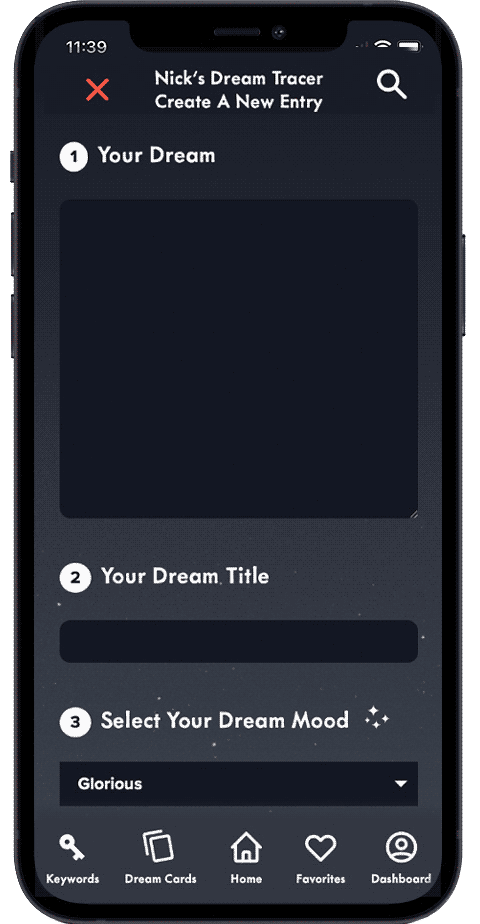 11:39
Nick's Dream Tracer
Create A New Entry
1 Your Dream
2 Your Dream Title
3 Select Your Dream Mood
Glorious
Keywords
Dream Cards
Home
Favorites
Dashboard